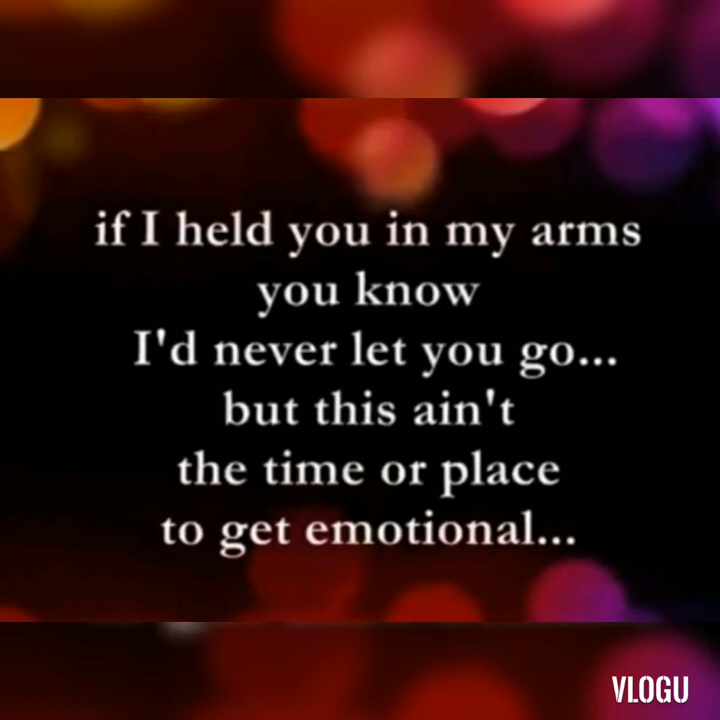 if I held you in my arms
you know
I'd never let you go...
but this ain't
the time or place
to get emotional...
VLOGU